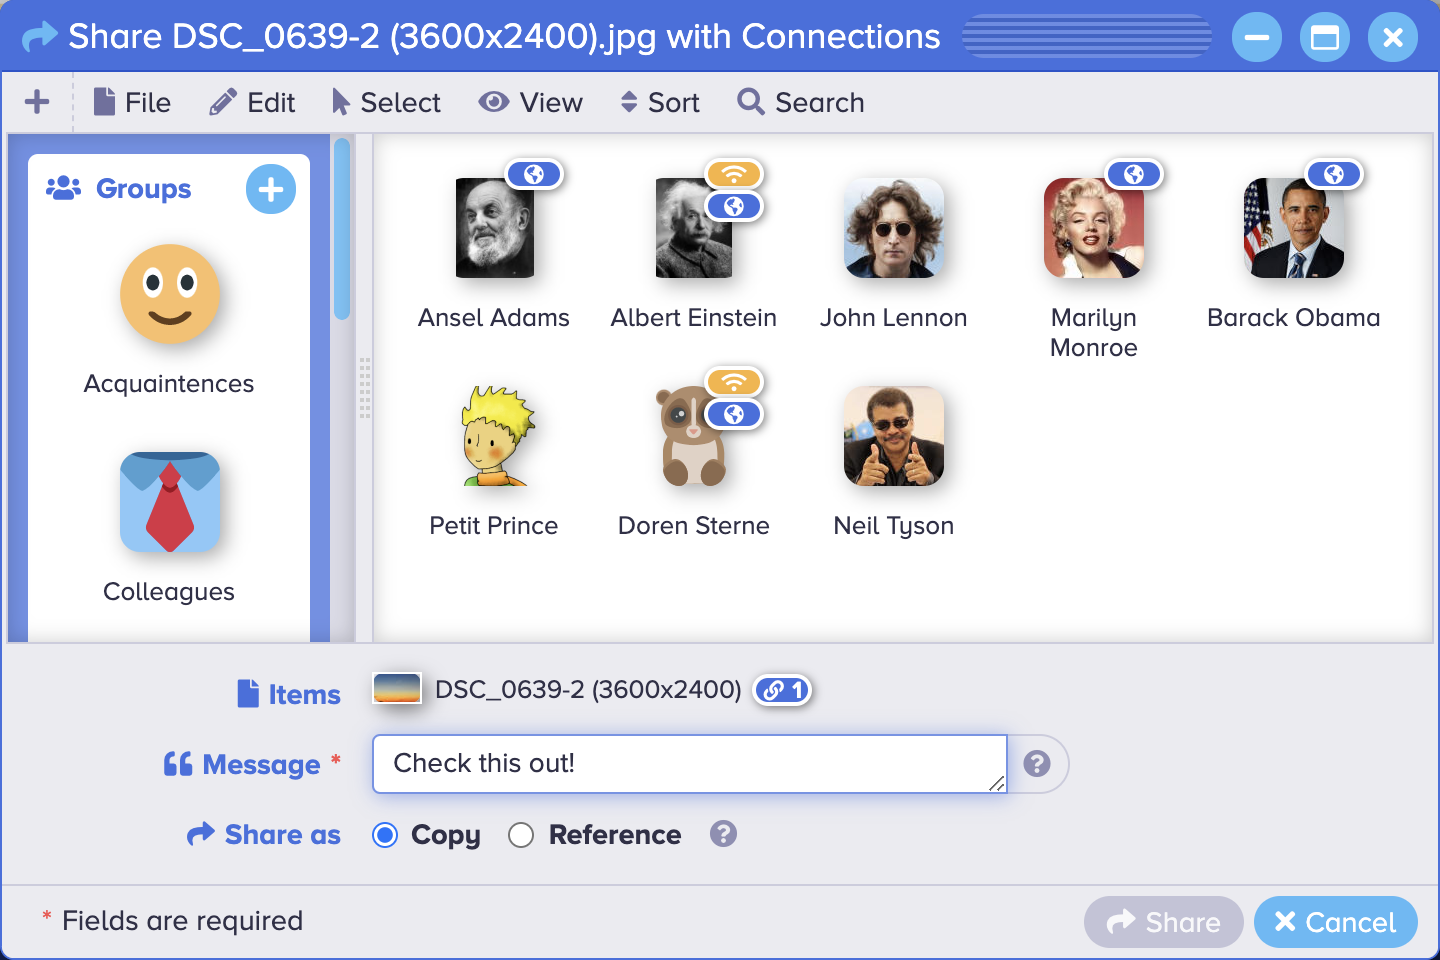 Share DSC_0639-2 (3600x2400).jpg with Connections
File Edit Select View Sort Search
Groups
Acquaintences
Colleagues
Ansel Adams Albert Einstein John Lennon Marilyn Monroe Barack Obama
Petit Prince Doren Sterne Neil Tyson
Items DSC_0639-2 (3600x2400) 1
Message * Check this out! ?
Share as Copy Reference ?
* Fields are required Share Cancel